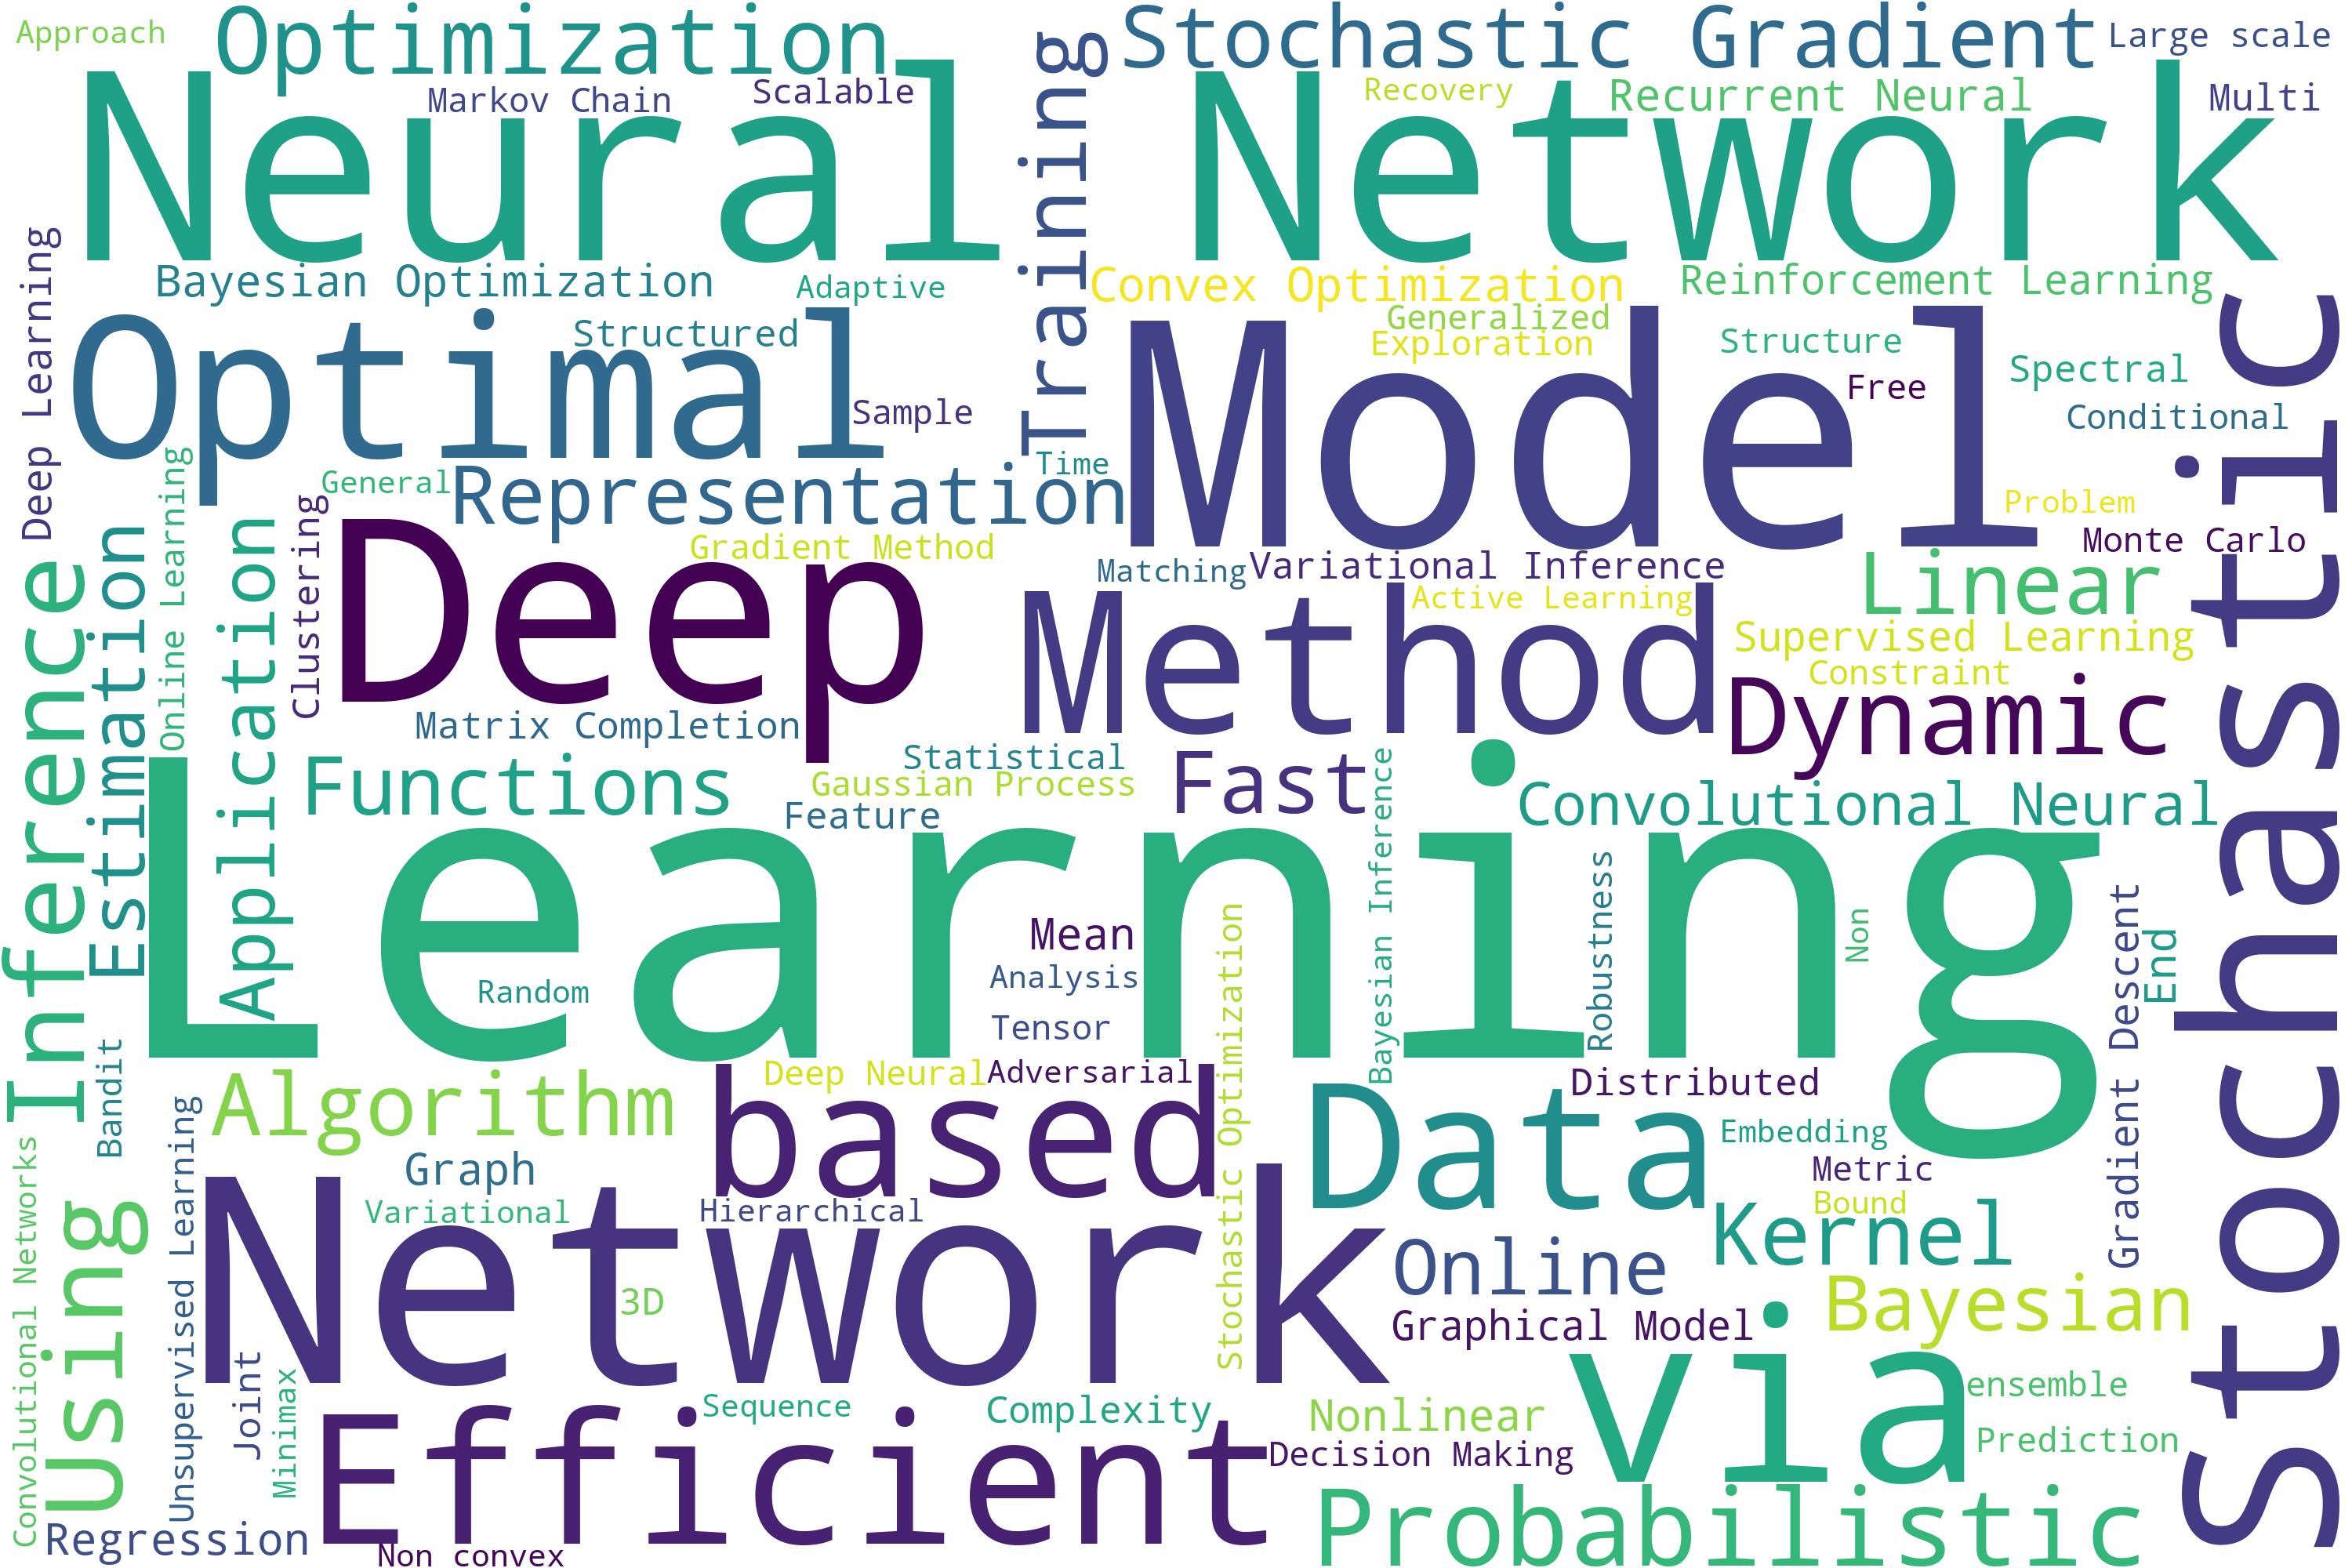 Approach
Optimization
Stochastic Gradient
Large scale
Neural Network
Markov Chain
Scalable
Training
Recovery
Recurrent Neural
Multi
Bayesian Optimization
Adaptive
Convex Optimization
Reinforcement Learning
Deep Learning
Optimal
Structured
Sample
Model
Generalized
Exploration
Structure
Free
Spectral
Conditional
Stochastic
General
Representation
Time
Problem
Monte Carlo
Online Learning
Clustering
Application
Estimation
Inference
Deep
Gradient Method
Matching
Variational Inference
Active Learning
Linear
Method
Supervised Learning
Constraint
Dynamic
Matrix Completion
Functions
Statistical
Gaussian Process
Feature
Fast
Bayesian Inference
Convolutional Neural
Learning
Robustness
Non
Gradient Descent
End
Mean
Analysis
Random
Tensor
Stochastic Optimization
Bandit
Algorithm
Deep Neural
Adversarial
Distributed
based
Data
Embedding
Metric
Bound
Graph
Variational
Hierarchical
Kernel
Convolutional Networks
Using
Unsupervised Learning
Network
3D
Online
Bayesian
Graphical Model
via
Joint
Minimax
Sequence
Complexity
Nonlinear
ensemble
Efficient
Decision Making
Prediction
Regression
Non convex
Probabilistic